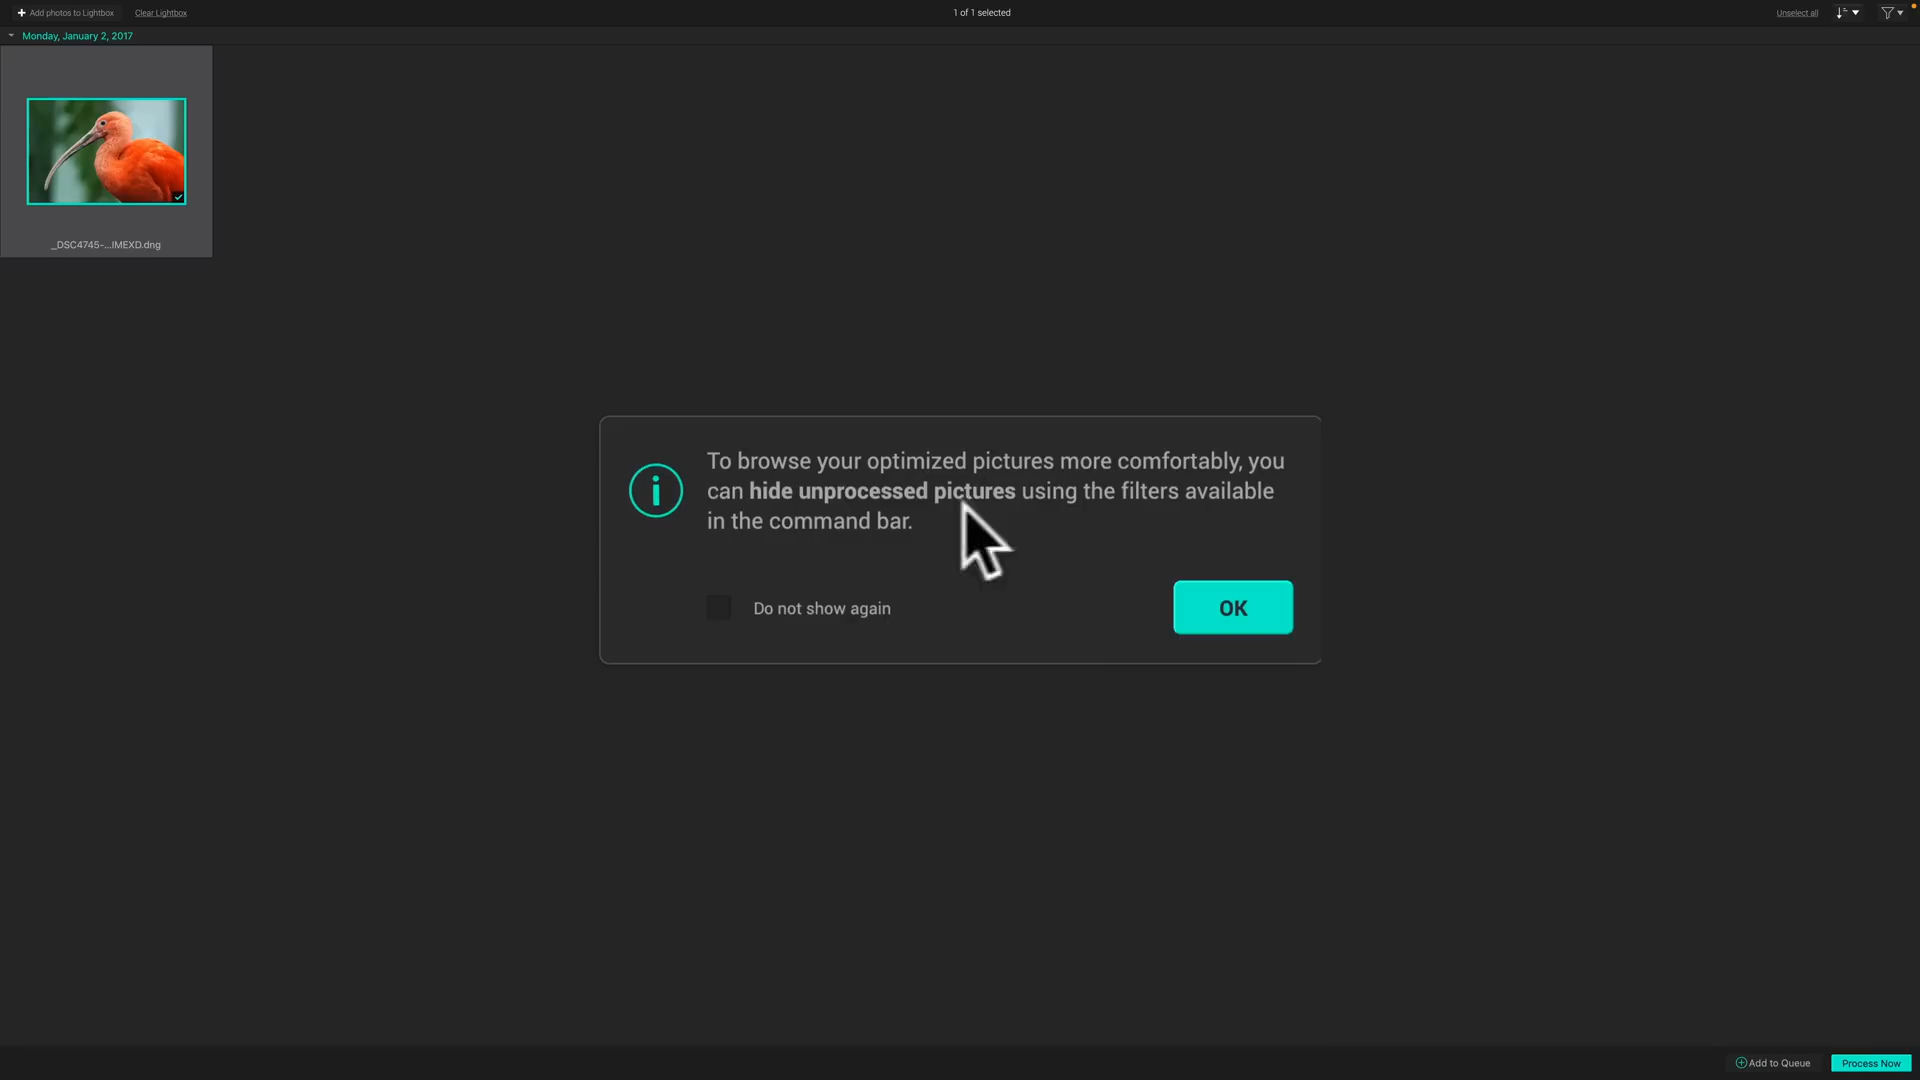 Add photos to Lightbox
Clear Lightbox
1 of 1 selected
Unselect all
Monday, January 2, 2017
_DSC4745-...IMEXD.dng
To browse your optimized pictures more comfortably, you
can hide unprocessed pictures using the filters available
in the command bar.
Do not show again
OK
Add to Queue
Process Now